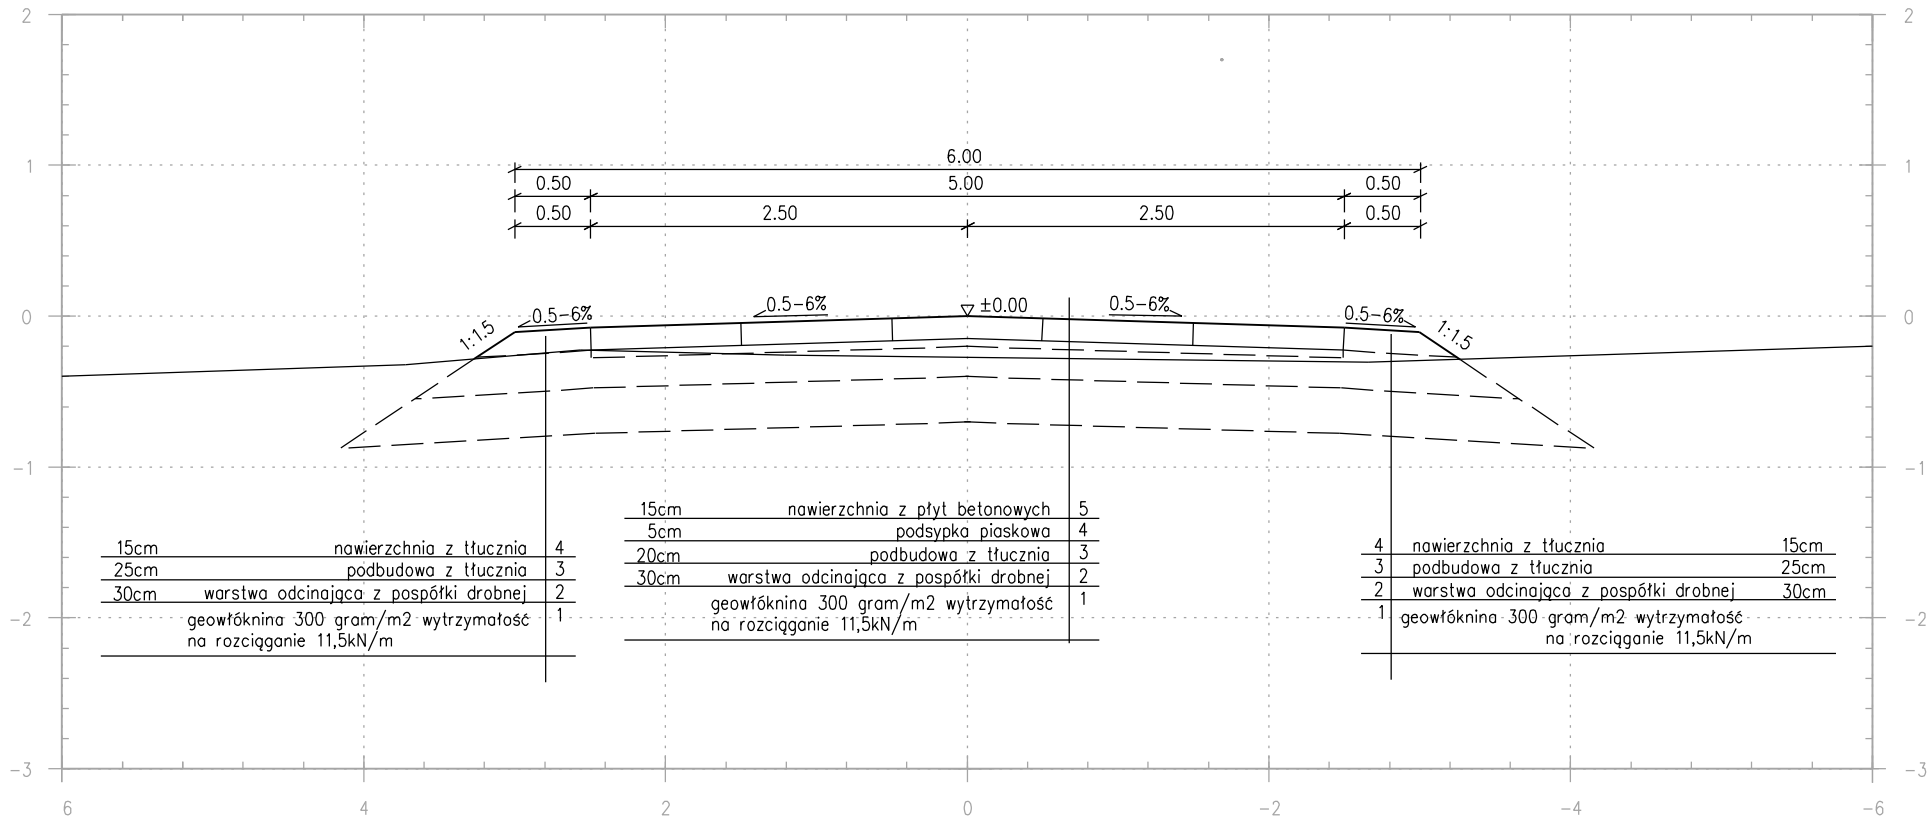 2 2
1 1
0 0
-1 -1
-2 -2
-3 -3
6 4 2 0 -2 -4 -6
6.00
0.50 5.00 0.50
0.50 2.50 2.50 0.50
1:1.5 0.5-6% 0.5-6% ±0.00 0.5-6% 0.5-6% 1:1.5
15cm nawierzchnia z tłucznia 4
25cm podbudowa z tłucznia 3
30cm warstwa odcinająca z pospółki drobnej 2
geowłóknina 300 gram/m2 wytrzymałość 1
na rozciąganie 11,5kN/m
15cm nawierzchnia z płyt betonowych 5
5cm podsypka piaskowa 4
20cm podbudowa z tłucznia 3
30cm warstwa odcinająca z pospółki drobnej 2
geowłóknina 300 gram/m2 wytrzymałość 1
na rozciąganie 11,5kN/m
4 nawierzchnia z tłucznia 15cm
3 podbudowa z tłucznia 25cm
2 warstwa odcinająca z pospółki drobnej 30cm
1 geowłóknina 300 gram/m2 wytrzymałość
na rozciąganie 11,5kN/m